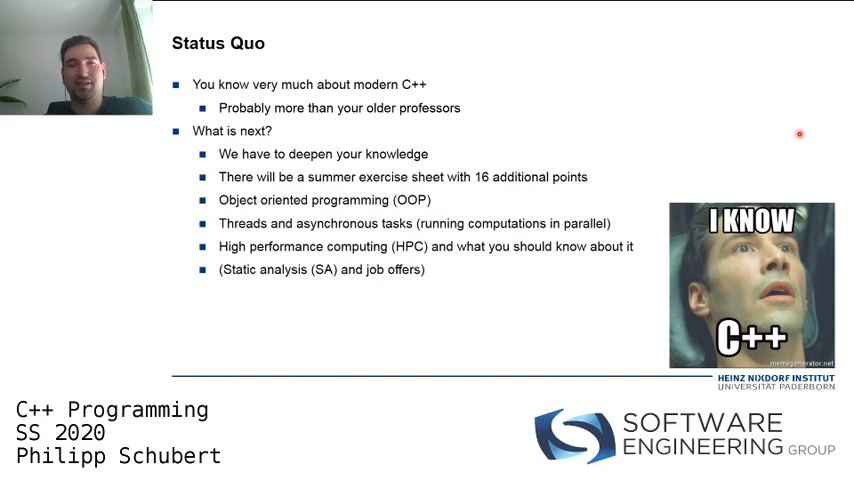 Status Quo
You know very much about modern C++
Probably more than your older professors
What is next?
We have to deepen your knowledge
There will be a summer exercise sheet with 16 additional points
Object oriented programming (OOP)
Threads and asynchronous tasks (running computations in parallel)
High performance computing (HPC) and what you should know about it
(Static analysis (SA) and job offers)
I KNOW
C++
memegenerator.net
HEINZ NIXDORF INSTITUT
UNIVERSITÄT PADERBORN
C++ Programming
SS 2020
Philipp Schubert
SOFTWARE
ENGINEERING GROUP